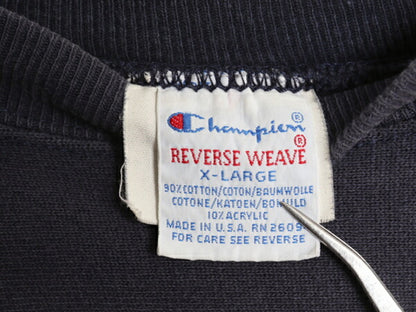 Champion®
REVERSE WEAVE®
X-LARGE
90% COTTON/COTON/BAUMWOLLE
COTONE/KATOEN/BOMULD
10% ACRYLIC
MADE IN U.S.A. RN 2609
FOR CARE SEE REVERSE